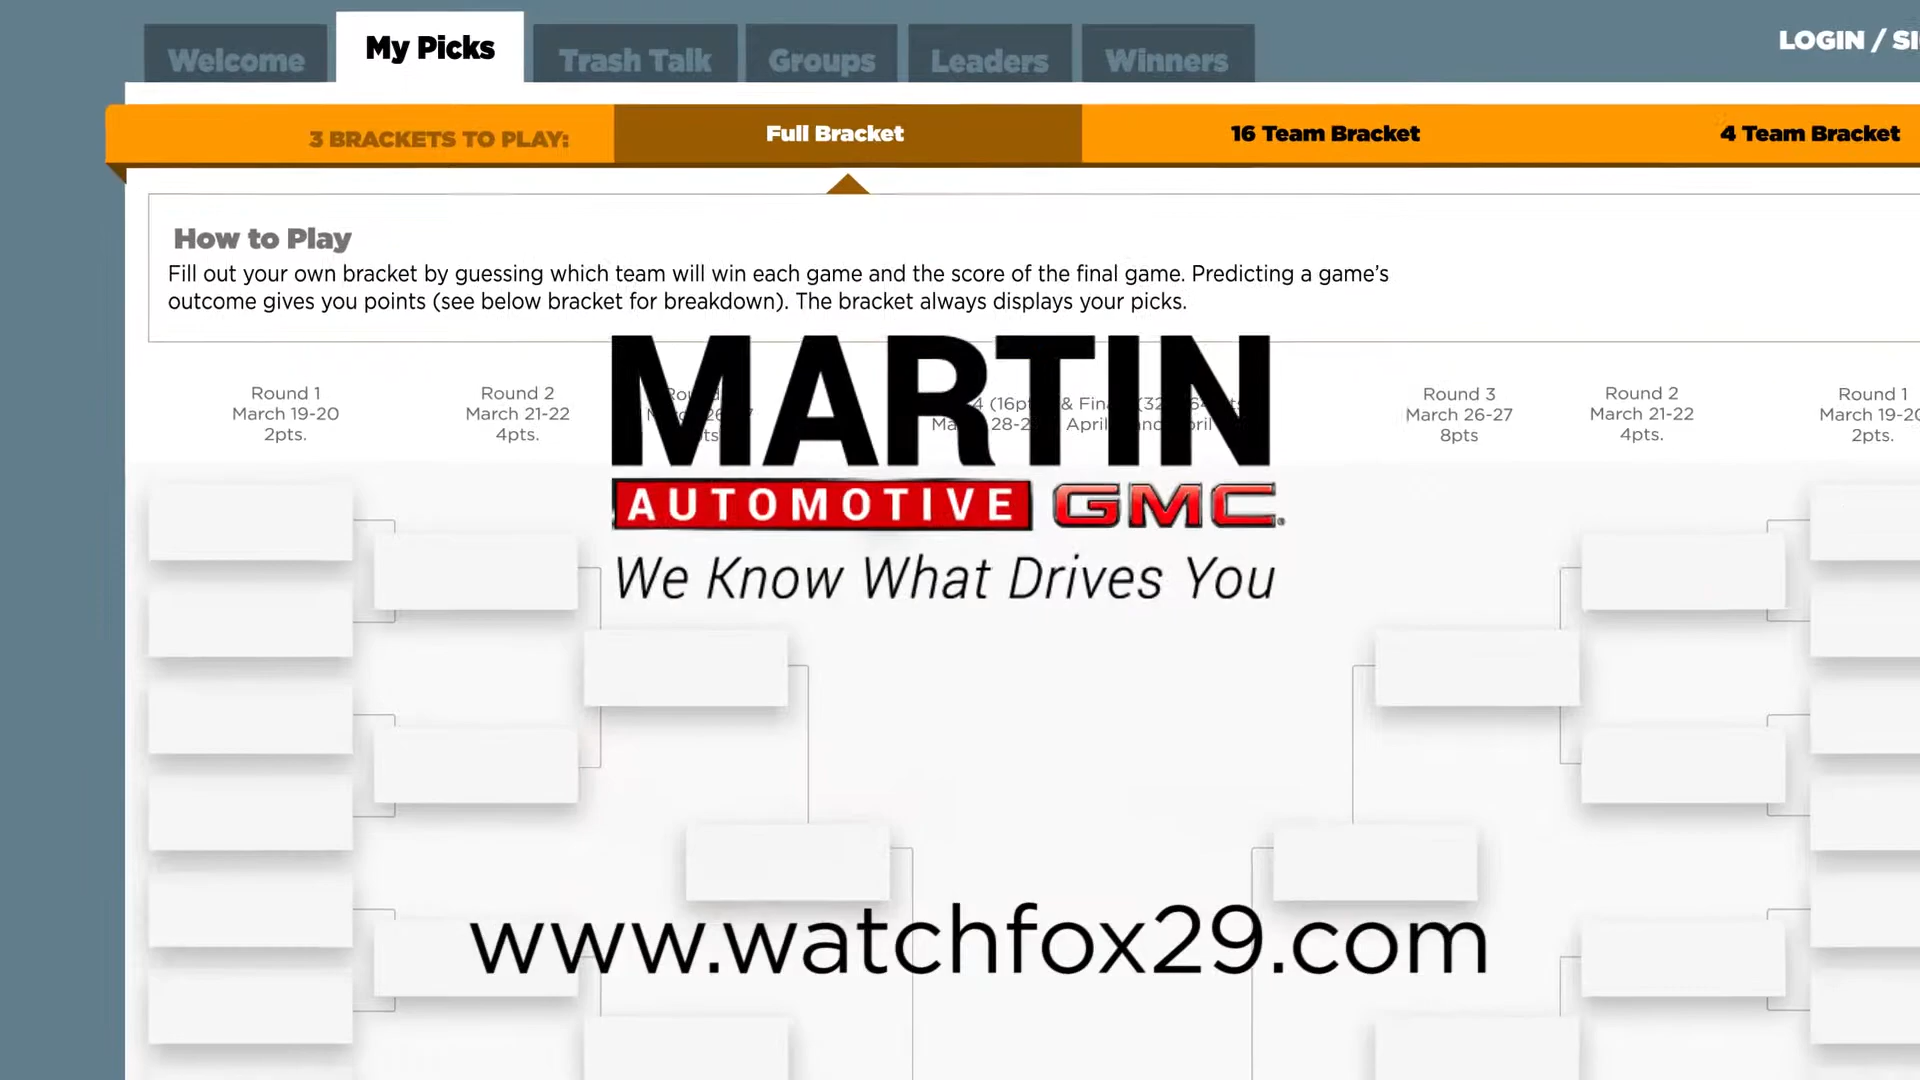 Welcome
My Picks
Trash Talk
Groups
Leaders
Winners
LOGIN /
3 BRACKETS TO PLAY:
Full Bracket
16 Team Bracket
4 Team Bracket
How to Play
Fill out your own bracket by guessing which team will win each game and the score of the final game. Predicting a game's
outcome gives you points (see below bracket for breakdown). The bracket always displays your picks.
Round 1
March 19-20
2pts.
Round 2
March 21-22
4pts.
Round 3
March 26-27
8pts
Round 2
March 21-22
4pts.
Round 1
March 19-20
2pts.
MARTIN
AUTOMOTIVE GMC
We Know What Drives You
www.watchfox29.com